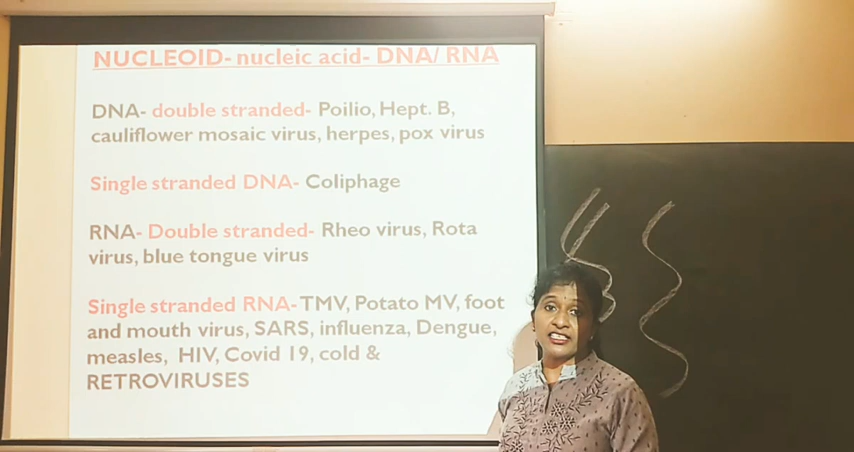 NUCLEOID- nucleic acid- DNA/ RNA
DNA- double stranded- Poilio, Hept. B,
cauliflower mosaic virus, herpes, pox virus
Single stranded DNA- Coliphage
RNA- Double stranded- Rheo virus, Rota
virus, blue tongue virus
Single stranded RNA- TMV, Potato MV, foot
and mouth virus, SARS, influenza, Dengue,
measles, HIV, Covid 19, cold &
RETROVIRUSES